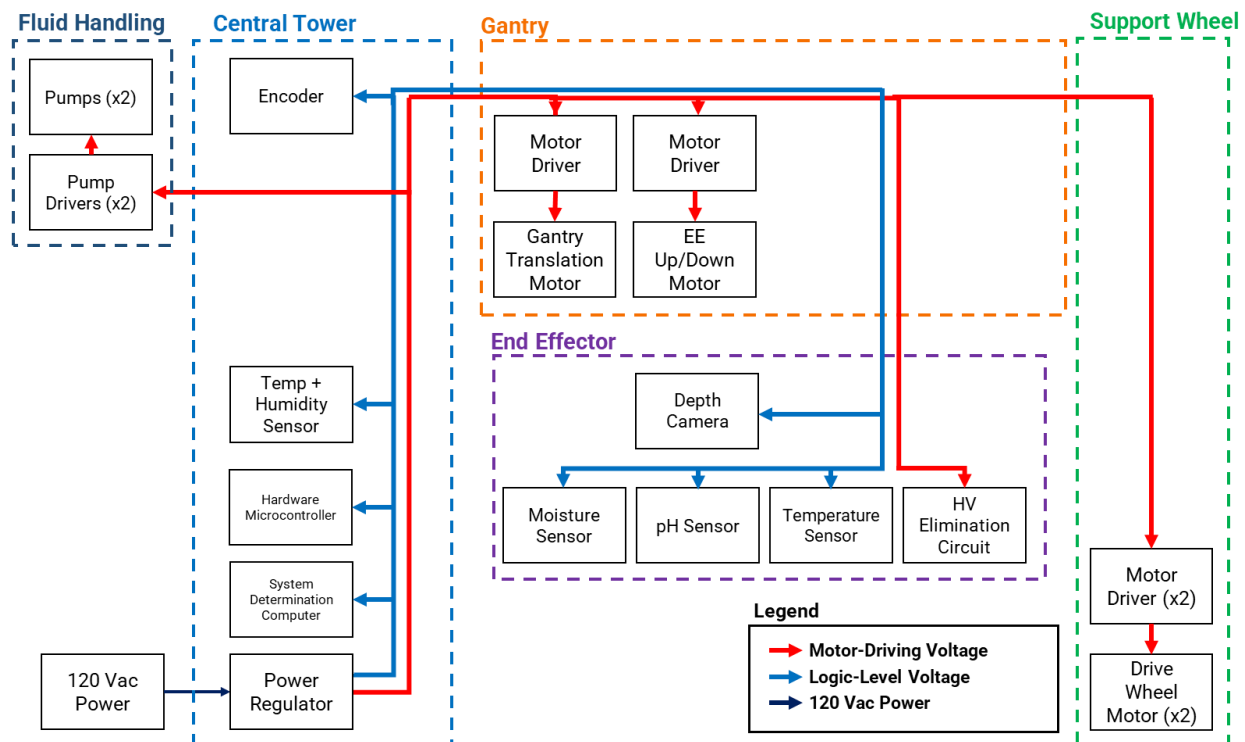 Fluid Handling
Central Tower
Gantry
Support Wheel
Pumps (x2)
Pump
Drivers (x2)
Encoder
Temp +
Humidity
Sensor
Hardware
Microcontroller
System
Determination
Computer
120 Vac
Power
Power
Regulator
Motor
Driver
Motor
Driver
Gantry
Translation
Motor
EE
Up/Down
Motor
End Effector
Depth
Camera
Moisture
Sensor
pH Sensor
Temperature
Sensor
HV
Elimination
Circuit
Motor
Driver (x2)
Drive
Wheel
Motor (x2)
Legend
Motor-Driving Voltage
Logic-Level Voltage
120 Vac Power